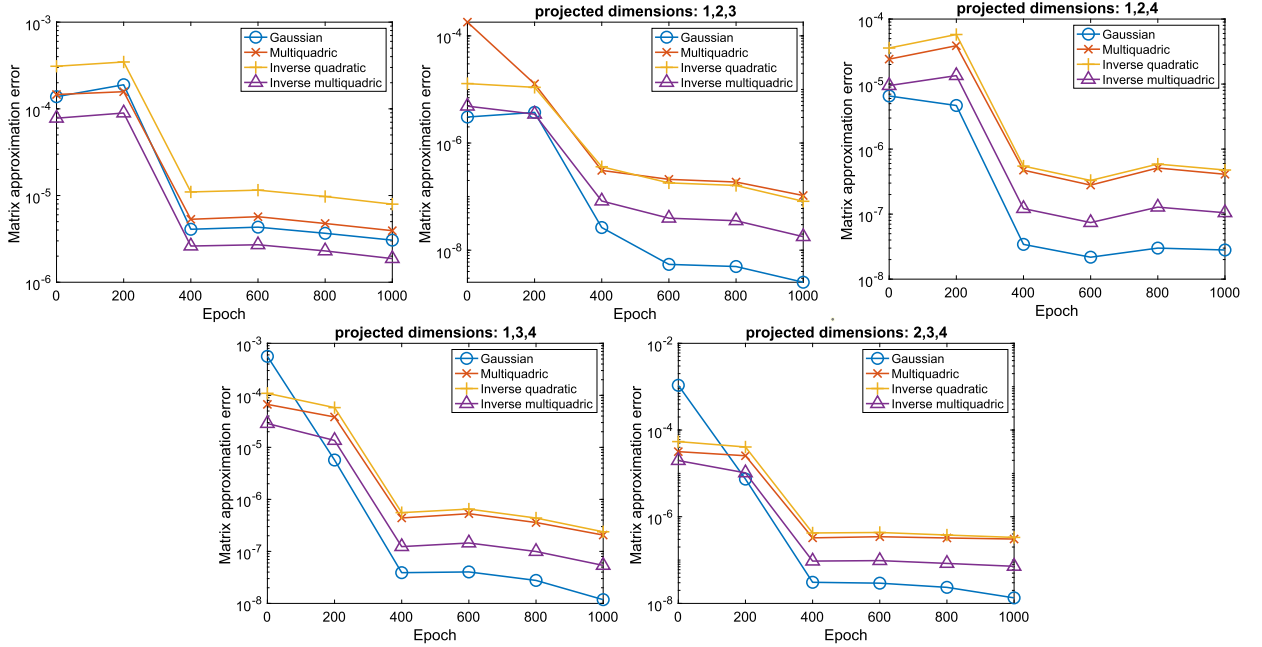 10^-3
10^-4
10^-5
10^-6
Matrix approximation error
Gaussian
Multiquadric
Inverse quadratic
Inverse multiquadric
0 200 400 600 800 1000
Epoch
projected dimensions: 1,2,3
10^-4
10^-6
10^-8
Matrix approximation error
Gaussian
Multiquadric
Inverse quadratic
Inverse multiquadric
0 200 400 600 800 1000
Epoch
projected dimensions: 1,2,4
10^-4
10^-5
10^-6
10^-7
10^-8
Matrix approximation error
Gaussian
Multiquadric
Inverse quadratic
Inverse multiquadric
0 200 400 600 800 1000
Epoch
projected dimensions: 1,3,4
10^-3
10^-4
10^-5
10^-6
10^-7
10^-8
Matrix approximation error
Gaussian
Multiquadric
Inverse quadratic
Inverse multiquadric
0 200 400 600 800 1000
Epoch
projected dimensions: 2,3,4
10^-2
10^-4
10^-6
10^-8
Matrix approximation error
Gaussian
Multiquadric
Inverse quadratic
Inverse multiquadric
0 200 400 600 800 1000
Epoch